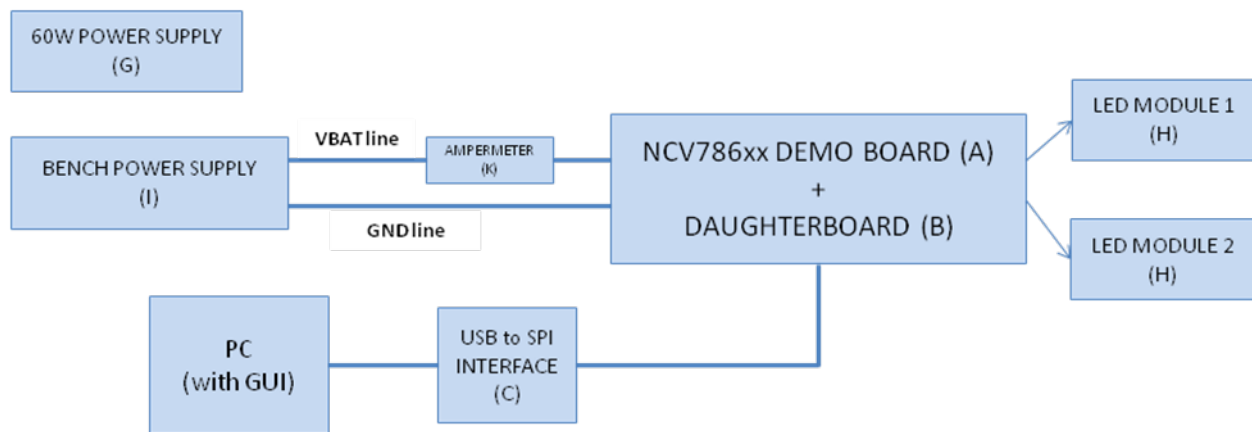 60W POWER SUPPLY
(G)
LED MODULE 1
(H)
VBAT line
AMPERMETER
(K)
NCV786xx DEMO BOARD (A)
+
DAUGHTERBOARD (B)
BENCH POWER SUPPLY
(I)
GND line
LED MODULE 2
(H)
PC
(with GUI)
USB to SPI
INTERFACE
(C)